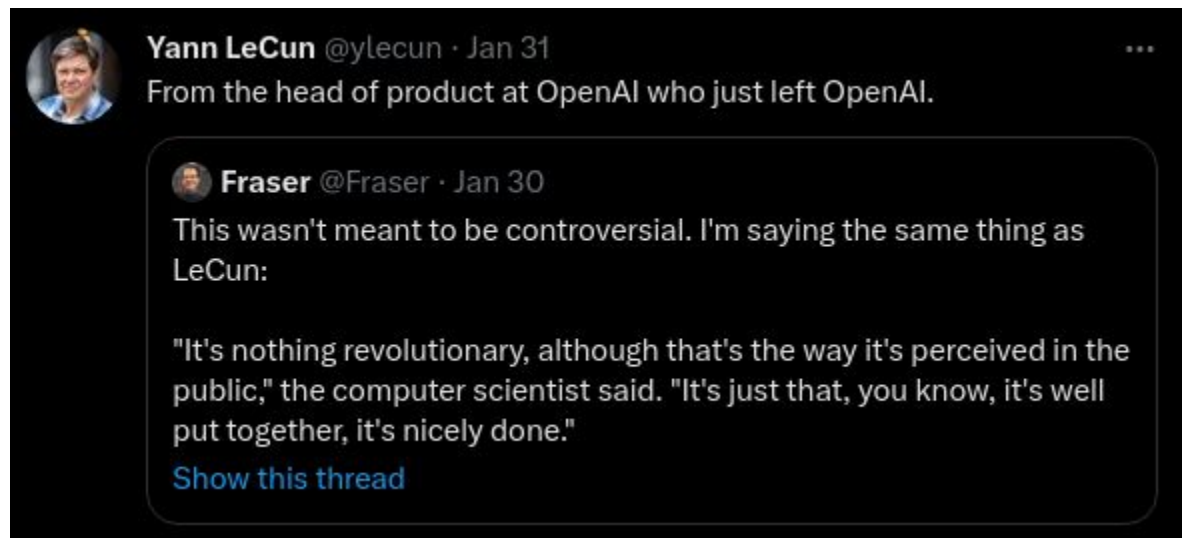 Yann LeCun @ylecun · Jan 31
From the head of product at OpenAI who just left OpenAI.
Fraser @Fraser · Jan 30
This wasn't meant to be controversial. I'm saying the same thing as
LeCun:
"It's nothing revolutionary, although that's the way it's perceived in the
public," the computer scientist said. "It's just that, you know, it's well
put together, it's nicely done."
Show this thread